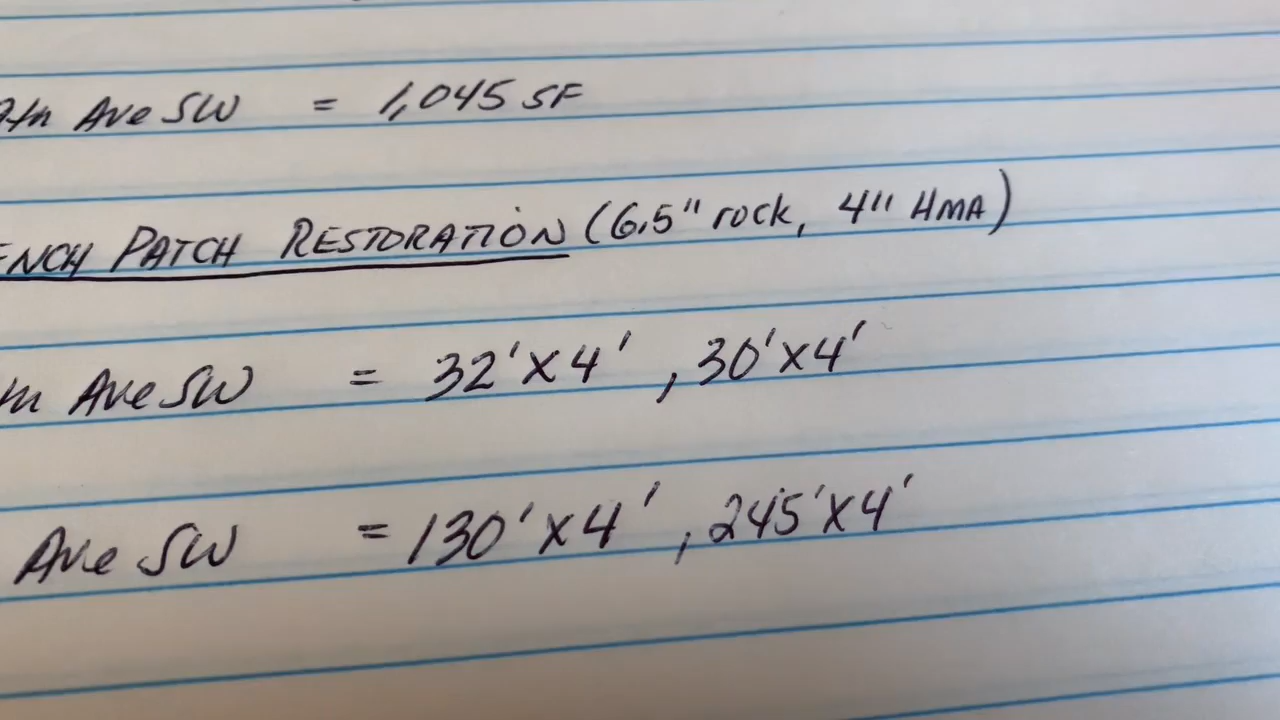 Ave SW = 1,045 SF
ENCH PATCH RESTORATION (6.5" rock, 4" HMA)
Ave SW = 32'x4', 30'x4'
Ave SW = 130'x4', 245'x4'